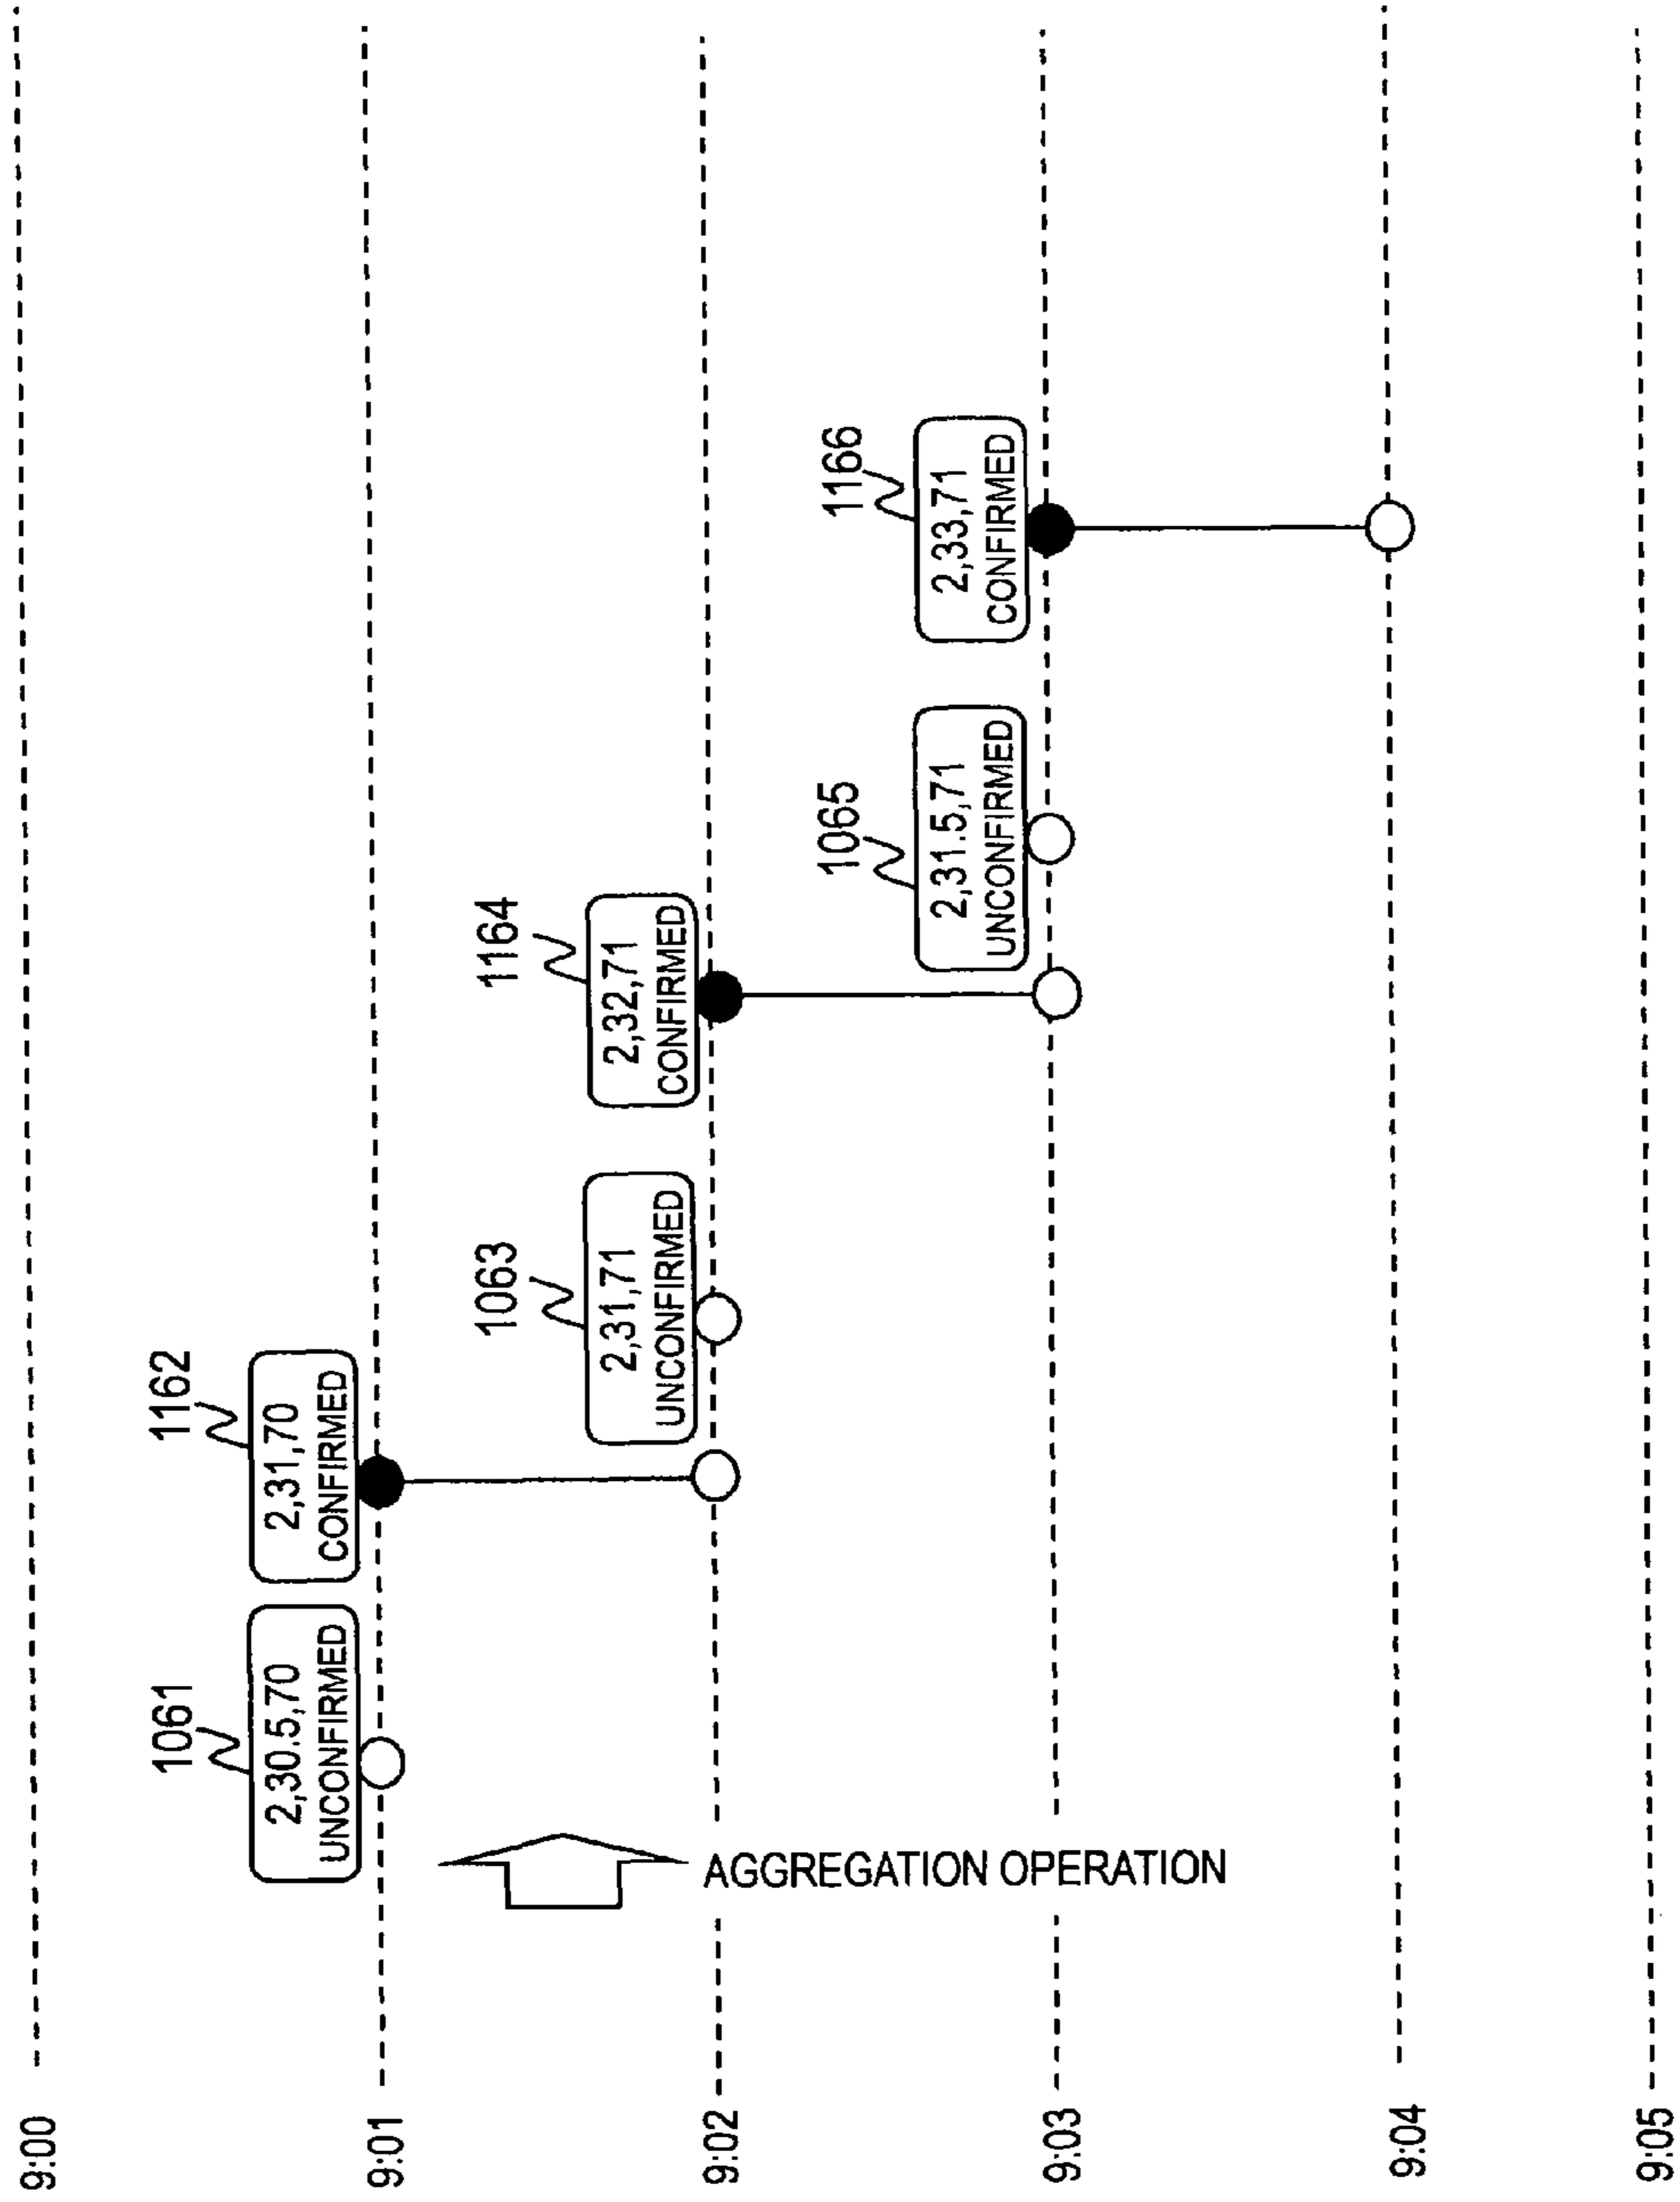 9:00
9:01
9:02
9:03
9:04
9:05
AGGREGATION OPERATION
1061
2,30.5,70
UNCONFIRMED
1162
2,31,70
CONFIRMED
1063
2,31,71
UNCONFIRMED
1164
2,32,71
CONFIRMED
1065
2,31.5,71
UNCONFIRMED
1166
2,33,71
CONFIRMED